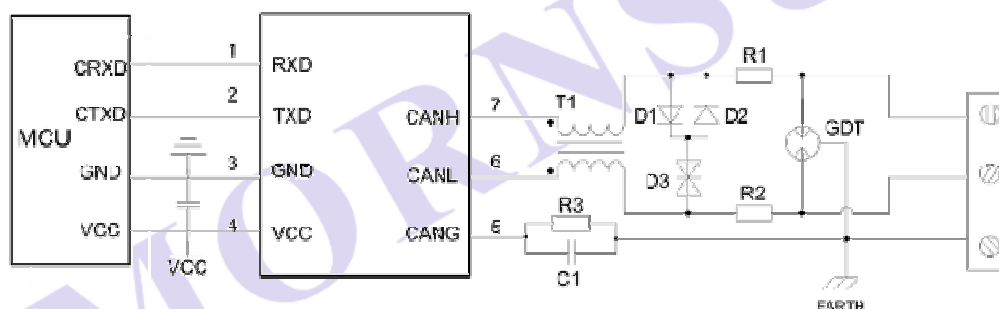 MCU
CRXD
CTXD
GND
VCC
VCC
1
2
3
4
RXD
TXD
GND
VCC
CANH
CANL
CANG
7
6
5
T1
D1
D2
D3
R1
R2
R3
C1
GDT
EARTH
MORNS